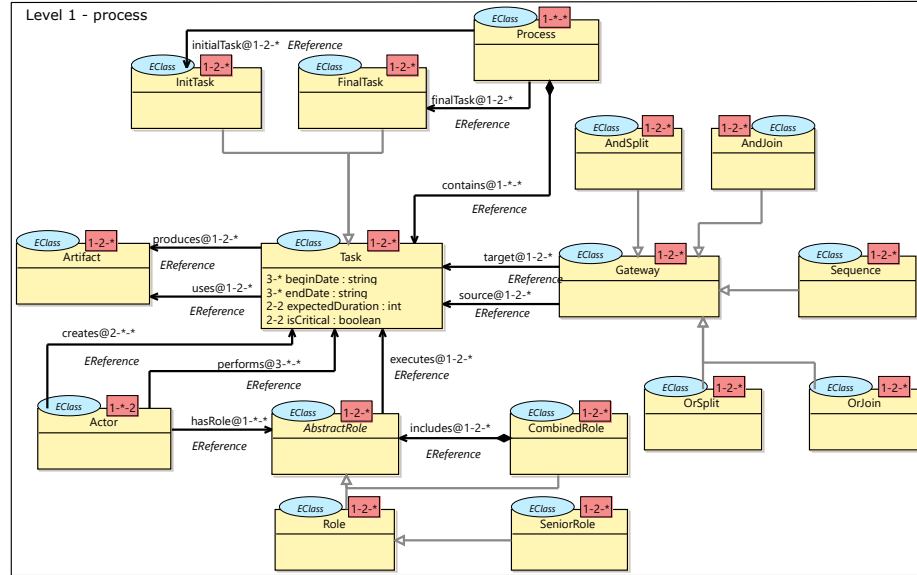 Level 1 - process
EClass
1-*-*
Process
initialTask@1-2-*
EReference
EClass
1-2-*
InitTask
EClass
1-2-*
FinalTask
finalTask@1-2-*
EReference
EClass
1-2-*
AndSplit
1-2-*
EClass
AndJoin
contains@1-*-*
EReference
EClass
1-2-*
Artifact
produces@1-2-*
EReference
uses@1-2-*
EReference
EClass
1-2-*
Task
3-* beginDate : string
3-* endDate : string
2-2 expectedDuration : int
2-2 isCritical : boolean
target@1-2-*
EReference
source@1-2-*
EReference
EClass
1-2-*
Gateway
EClass
1-2-*
Sequence
creates@2-*-*
EReference
performs@3-*-*
EReference
executes@1-2-*
EReference
EClass
1-*-2
Actor
hasRole@1-*-*
EReference
EClass
1-2-*
AbstractRole
includes@1-2-*
EReference
EClass
1-2-*
CombinedRole
EClass
1-2-*
OrSplit
EClass
1-2-*
OrJoin
EClass
1-2-*
Role
EClass
1-2-*
SeniorRole